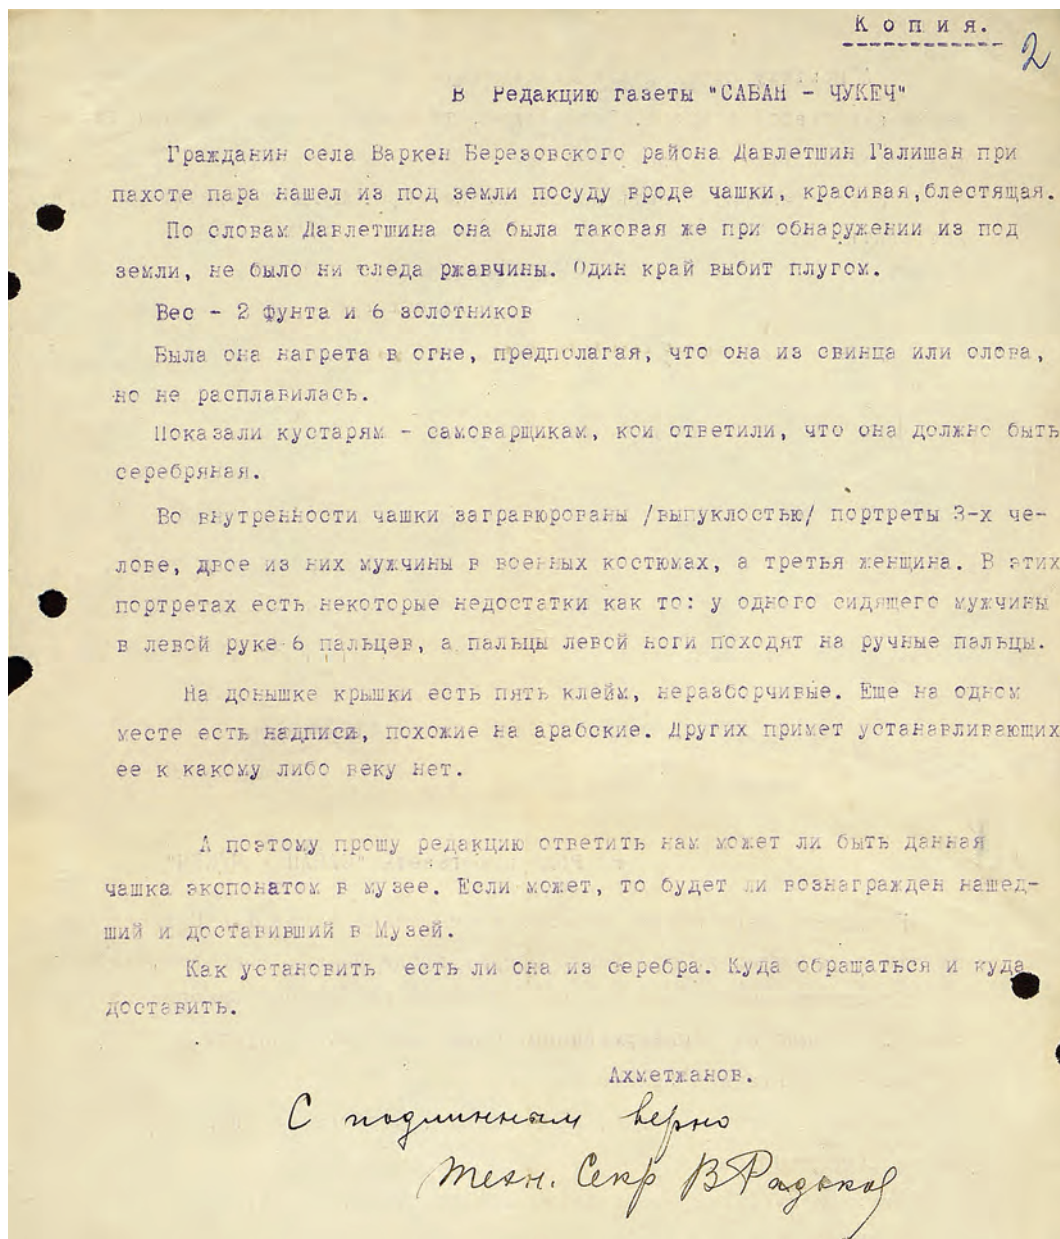 К о п и я.
2
В Редакцию газеты "САБАН - ЧУКЕЧ"
Гражданин села Варкен Березовского района Давлетшин Галишан при
пахоте пара нашел из под земли посуду вроде чашки, красивая,блестящая.
По словам Давлетшина она была таковая же при обнаружении из под
земли, не было ни следа ржавчины. Один край выбит плугом.
Вес - 2 фунта и 6 золотников
Была она нагрета в огне, предполагая, что она из свинца или олова,
но не расплавилась.
Показали кустарям - самоварщикам, кои ответили, что она должно быть
серебряная.
Во внутренности чашки загравюрованы /выпуклостью/ портреты 3-х че-
лове, двое из них мужчины в военных костюмах, а третья женщина. В этих
портретах есть некоторые недостатки как то: у одного сидящего мужчины
в левой руке 6 пальцев, а пальцы левой ноги походят на ручные пальцы.
На донышке крышки есть пять клейм, неразборчивые. Еще на одном
месте есть надписи, похожие на арабские. Других примет устанавливающих
ее к какому либо веку нет.
А поэтому прошу редакцию ответить нам может ли быть данная
чашка экспонатом в музее. Если может, то будет ли вознагражден нашед-
ший и доставивший в Музей.
Как установить есть ли она из серебра. Куда обращаться и куда
доставить.
Ахметжанов.
С подлинным верно
Техн. Секр В Радьков